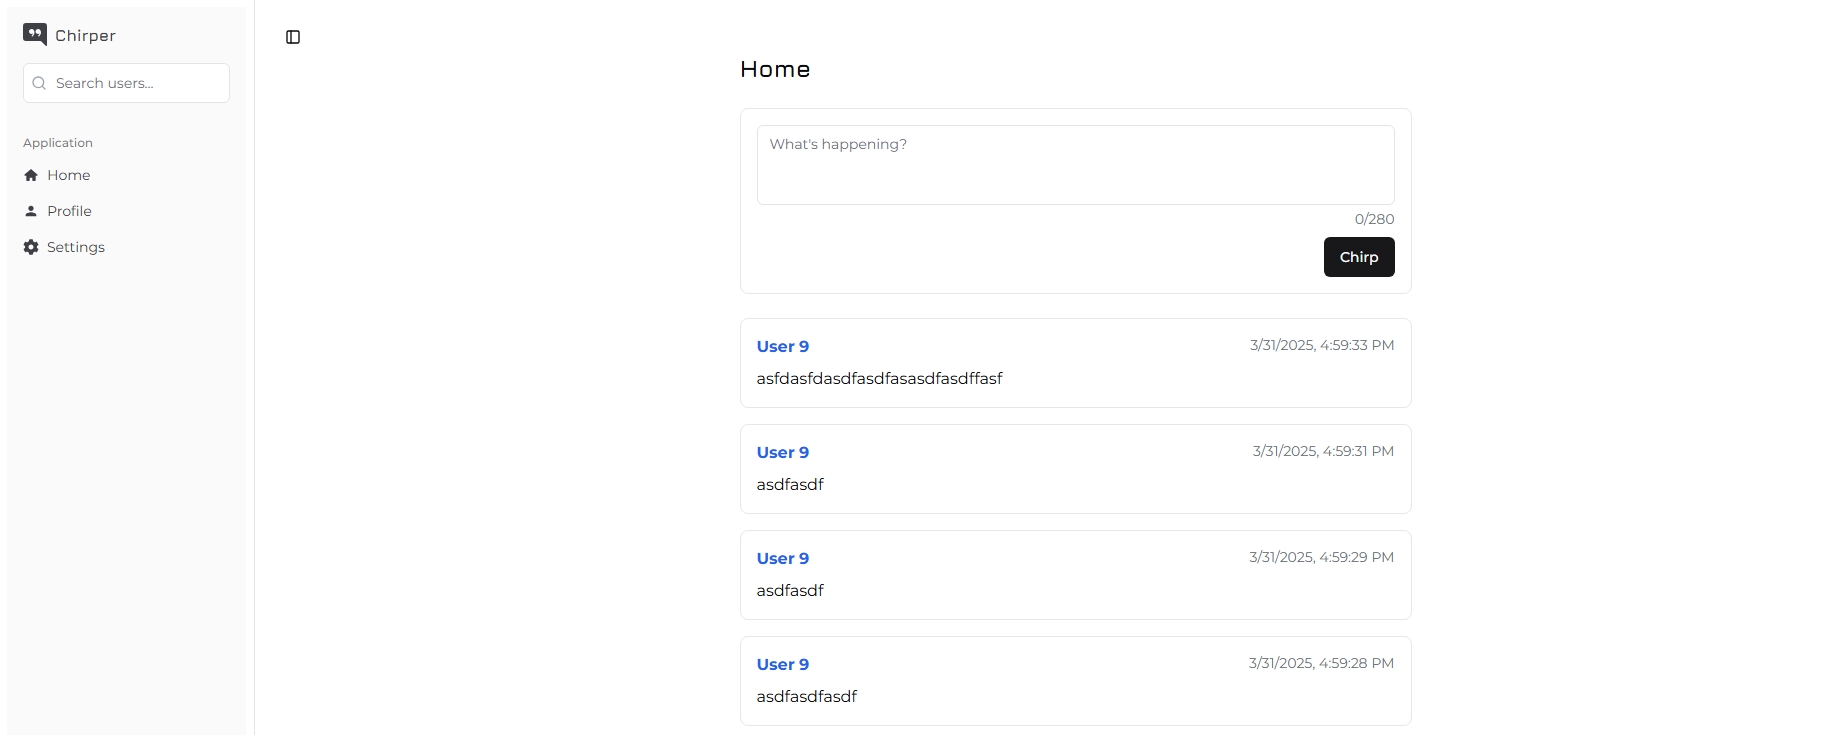 Chirper
Search users...
Application
Home
Profile
Settings
Home
What's happening?
0/280
Chirp
User 9 3/31/2025, 4:59:33 PM
asfdasfdasdfasdfasasdfasdffasf
User 9 3/31/2025, 4:59:31 PM
asdfasdf
User 9 3/31/2025, 4:59:29 PM
asdfasdf
User 9 3/31/2025, 4:59:28 PM
asdfasdfasdf